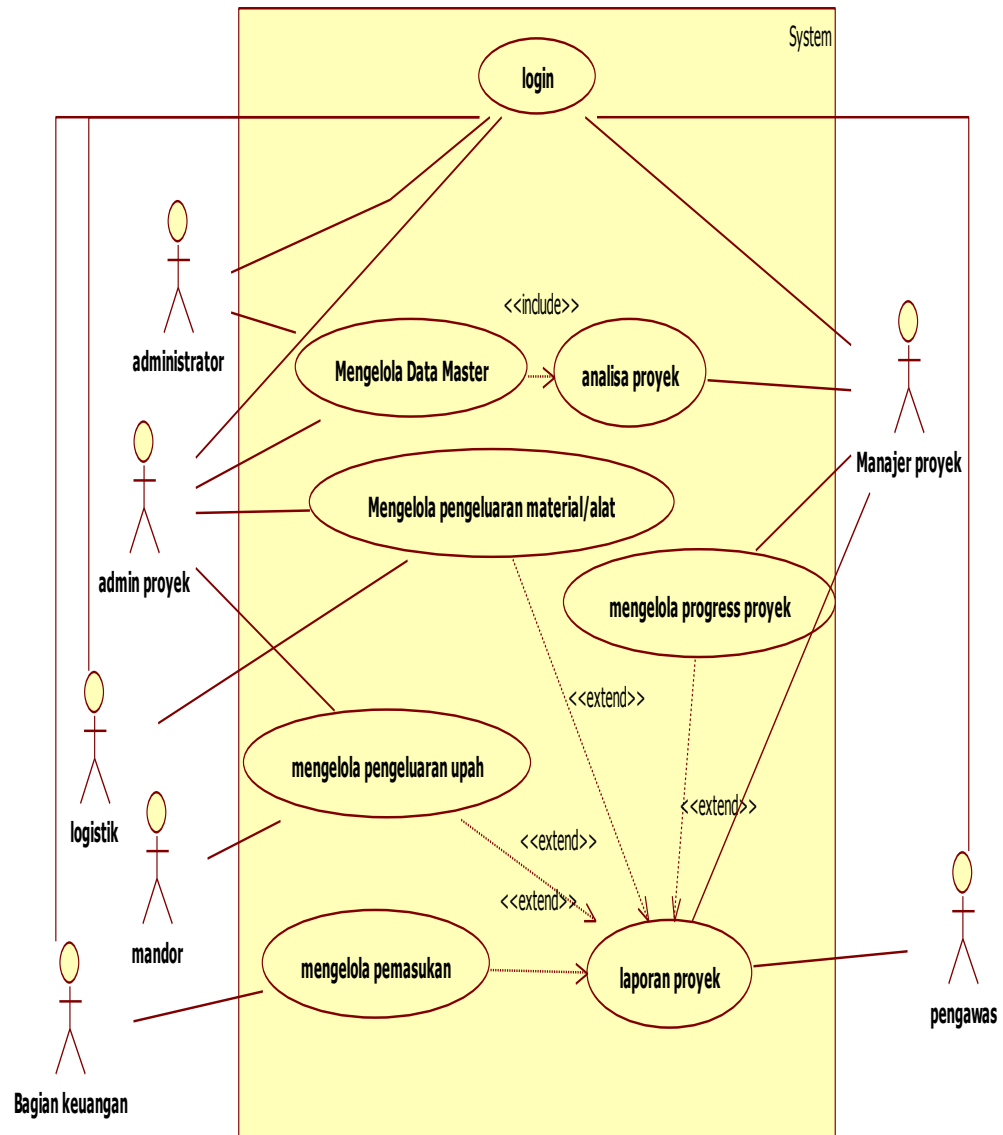 System
login
administrator
<<include>>
Mengelola Data Master
analisa proyek
Manajer proyek
Mengelola pengeluaran material/alat
admin proyek
mengelola progress proyek
<<extend>>
mengelola pengeluaran upah
<<extend>>
logistik
<<extend>>
<<extend>>
mandor
mengelola pemasukan
laporan proyek
pengawas
Bagian keuangan